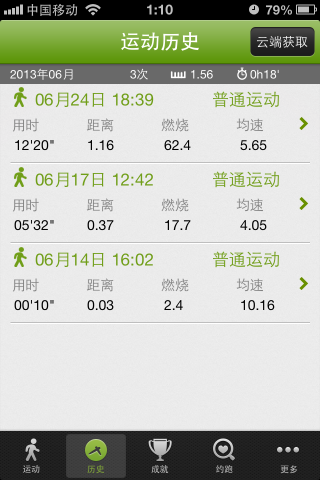 中国移动 1:10 79%
运动历史 云端获取
2013年06月 3次 1.56 0h18'
06月24日 18:39 普通运动
用时 距离 燃烧 均速
12'20" 1.16 62.4 5.65
06月17日 12:42 普通运动
用时 距离 燃烧 均速
05'32" 0.37 17.7 4.05
06月14日 16:02 普通运动
用时 距离 燃烧 均速
00'10" 0.03 2.4 10.16
运动 历史 成就 约跑 更多